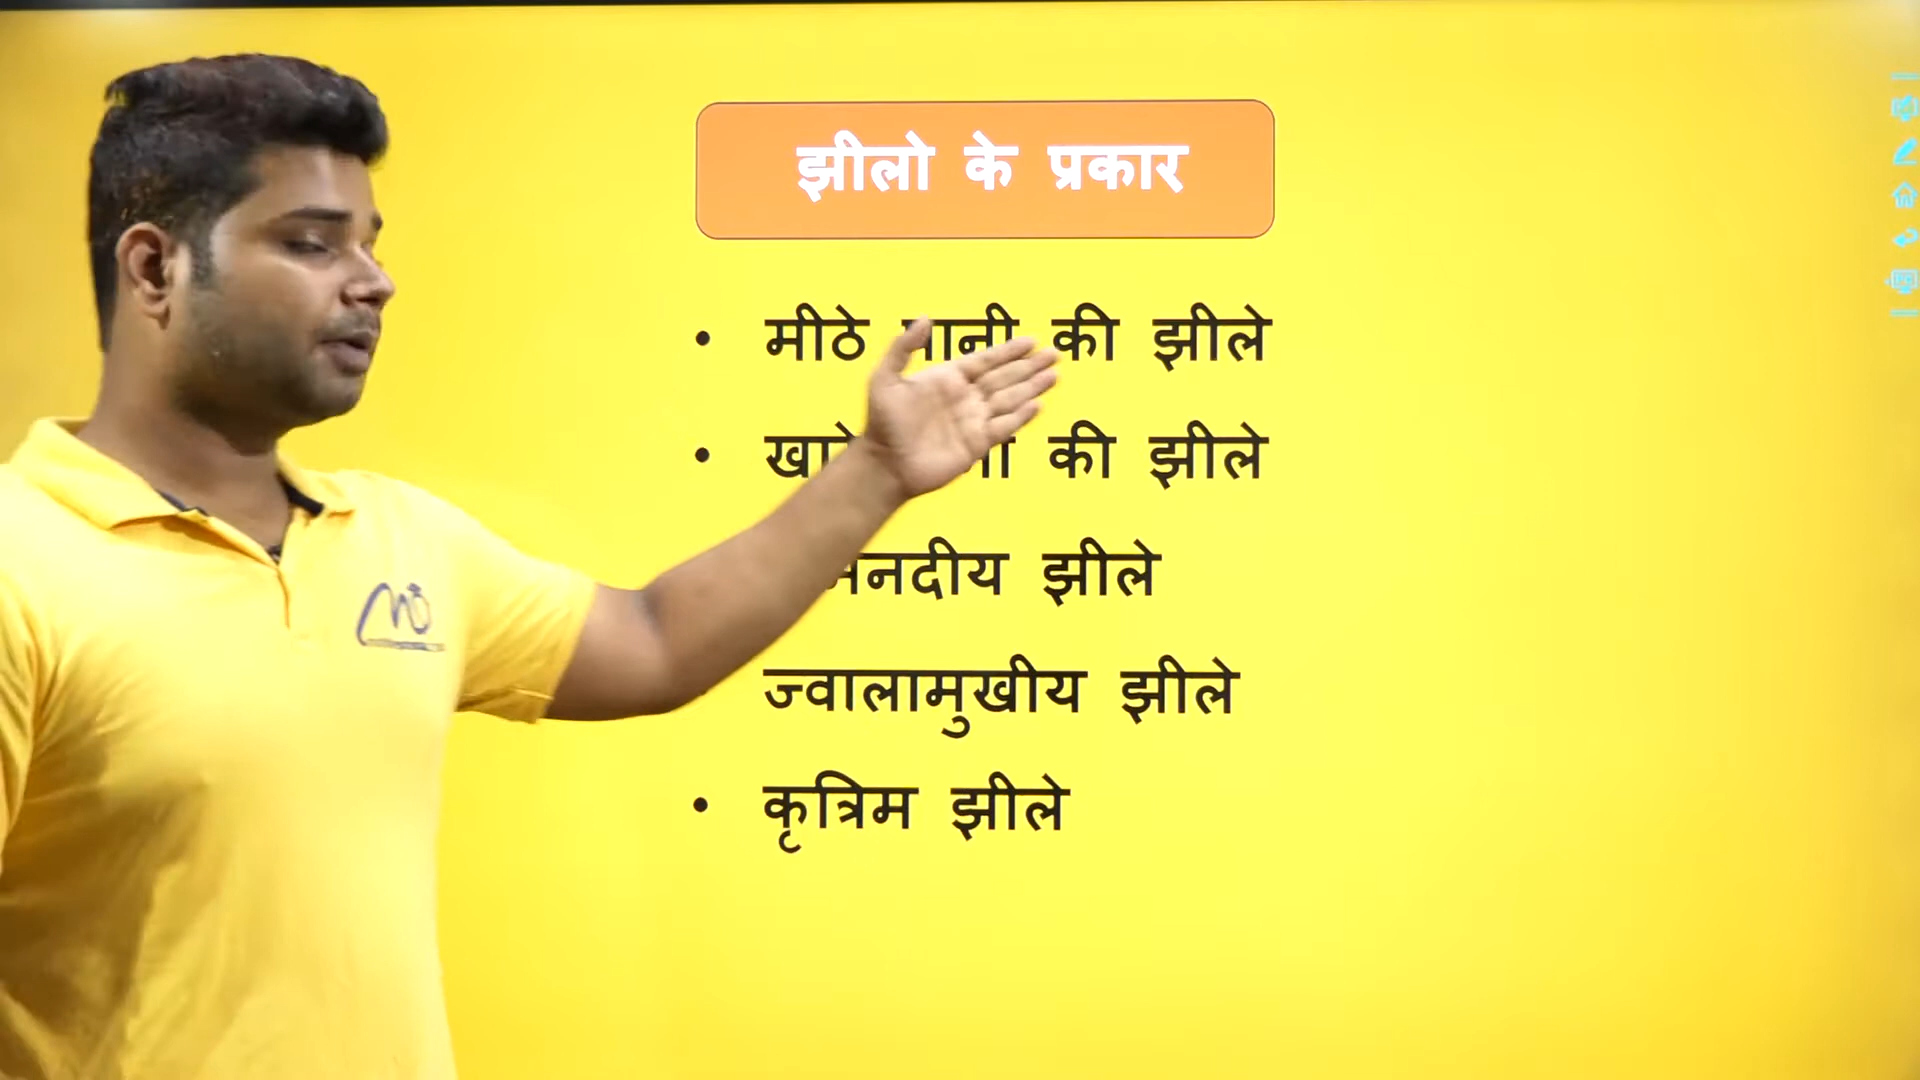 झीलो के प्रकार
• मीठे पानी की झीले
• की झीले
झीले
ज्वालामुखीय झीले
• कृत्रिम झीले